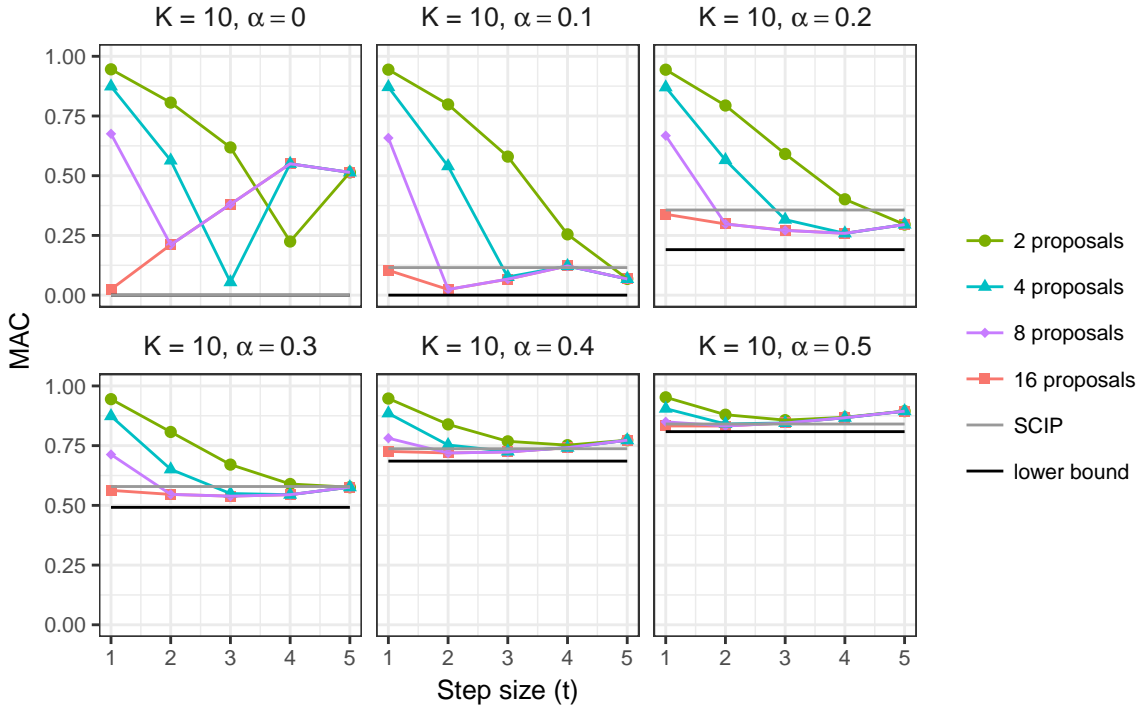 K = 10, α = 0
K = 10, α = 0.1
K = 10, α = 0.2
1.00
0.75
0.50
0.25
0.00
MAC
K = 10, α = 0.3
K = 10, α = 0.4
K = 10, α = 0.5
1.00
0.75
0.50
0.25
0.00
1 2 3 4 5
1 2 3 4 5
1 2 3 4 5
Step size (t)
2 proposals
4 proposals
8 proposals
16 proposals
SCIP
lower bound